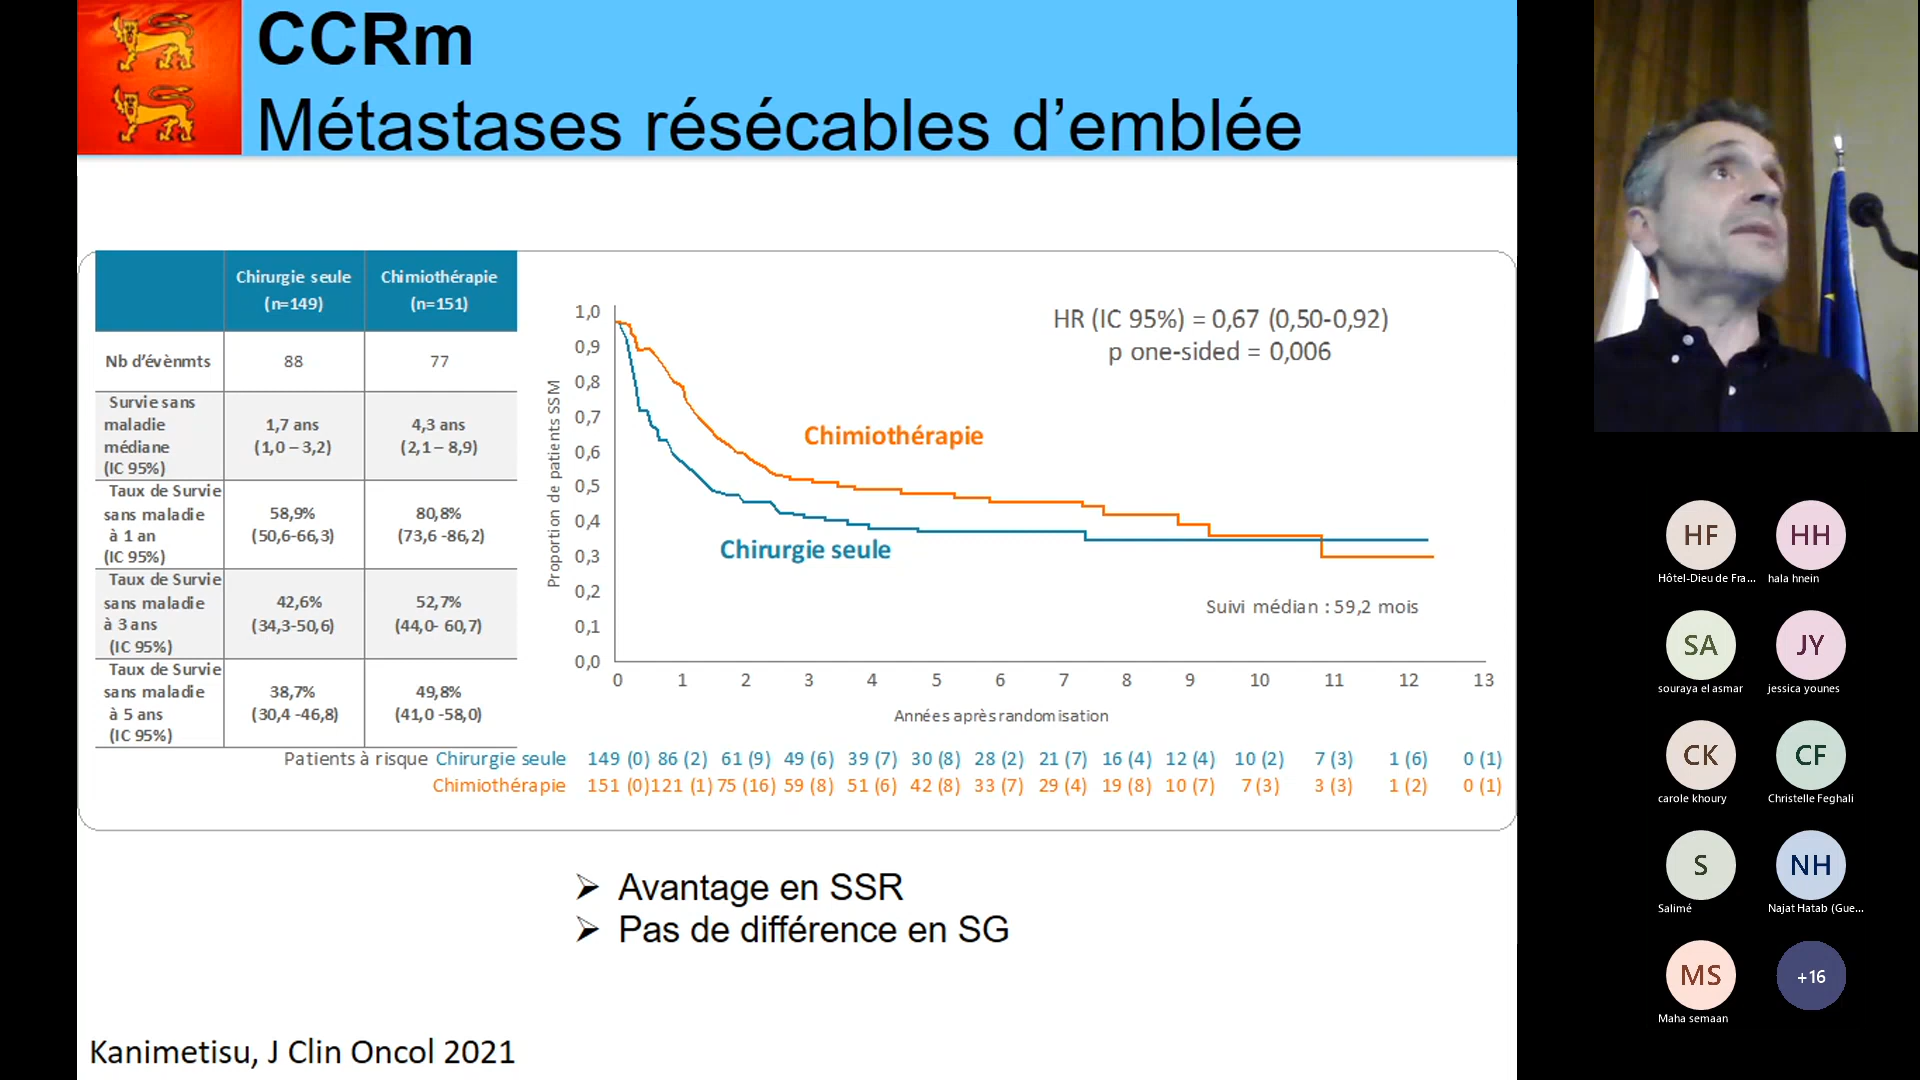 CCRm
Métastases résécables d’emblée
Chirurgie seule
(n=149)
Chimiothérapie
(n=151)
Nb d’évènmts
88
77
Survie sans
maladie
médiane
(IC 95%)
1,7 ans
(1,0 – 3,2)
4,3 ans
(2,1 – 8,9)
Taux de Survie
sans maladie
à 1 an
(IC 95%)
58,9%
(50,6-66,3)
80,8%
(73,6 -86,2)
Taux de Survie
sans maladie
à 3 ans
(IC 95%)
42,6%
(34,3-50,6)
52,7%
(44,0- 60,7)
Taux de Survie
sans maladie
à 5 ans
(IC 95%)
38,7%
(30,4 -46,8)
49,8%
(41,0 -58,0)
Proportion de patients SSM
1,0
0,9
0,8
0,7
0,6
0,5
0,4
0,3
0,2
0,1
0,0
HR (IC 95%) = 0,67 (0,50-0,92)
p one-sided = 0,006
Chimiothérapie
Chirurgie seule
Suivi médian : 59,2 mois
0 1 2 3 4 5 6 7 8 9 10 11 12 13
Années après randomisation
Patients à risque Chirurgie seule 149 (0) 86 (2) 61 (9) 49 (6) 39 (7) 30 (8) 28 (2) 21 (7) 16 (4) 12 (4) 10 (2) 7 (3) 1 (6) 0 (1)
Chimiothérapie 151 (0) 121 (1) 75 (16) 59 (8) 51 (6) 42 (8) 33 (7) 29 (4) 19 (8) 10 (7) 7 (3) 3 (3) 1 (2) 0 (1)
➢ Avantage en SSR
➢ Pas de différence en SG
Kanimetisu, J Clin Oncol 2021
HF
Hôtel-Dieu de Fra...
HH
hala hnein
SA
souraya el asmar
JY
jessica younes
CK
carole khoury
CF
Christelle Feghali
S
Salimé
NH
Najat Hatab (Gue...
MS
Maha semaan
+16